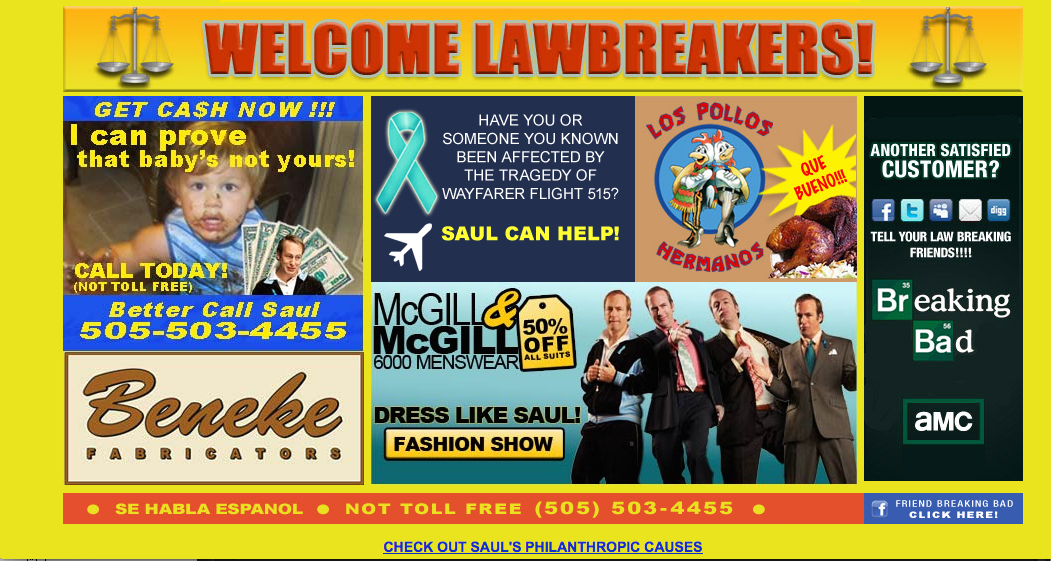 WELCOME LAWBREAKERS!
GET CA$H NOW !!!
I can prove
that baby's not yours!
CALL TODAY!
(NOT TOLL FREE)
Better Call Saul
505-503-4455
Beneke
FABRICATORS
HAVE YOU OR
SOMEONE YOU KNOWN
BEEN AFFECTED BY
THE TRAGEDY OF
WAYFARER FLIGHT 515?
SAUL CAN HELP!
LOS POLLOS
HERMANOS
QUE
BUENO!!!
McGILL &
McGILL
6000 MENSWEAR
50%
OFF
ALL SUITS
DRESS LIKE SAUL!
FASHION SHOW
ANOTHER SATISFIED
CUSTOMER?
f t digg
TELL YOUR LAW BREAKING
FRIENDS!!!!
35
Breaking
56
Bad
aMC
● SE HABLA ESPANOL ● NOT TOLL FREE (505) 503-4455 ●
f FRIEND BREAKING BAD
CLICK HERE!
CHECK OUT SAUL'S PHILANTHROPIC CAUSES